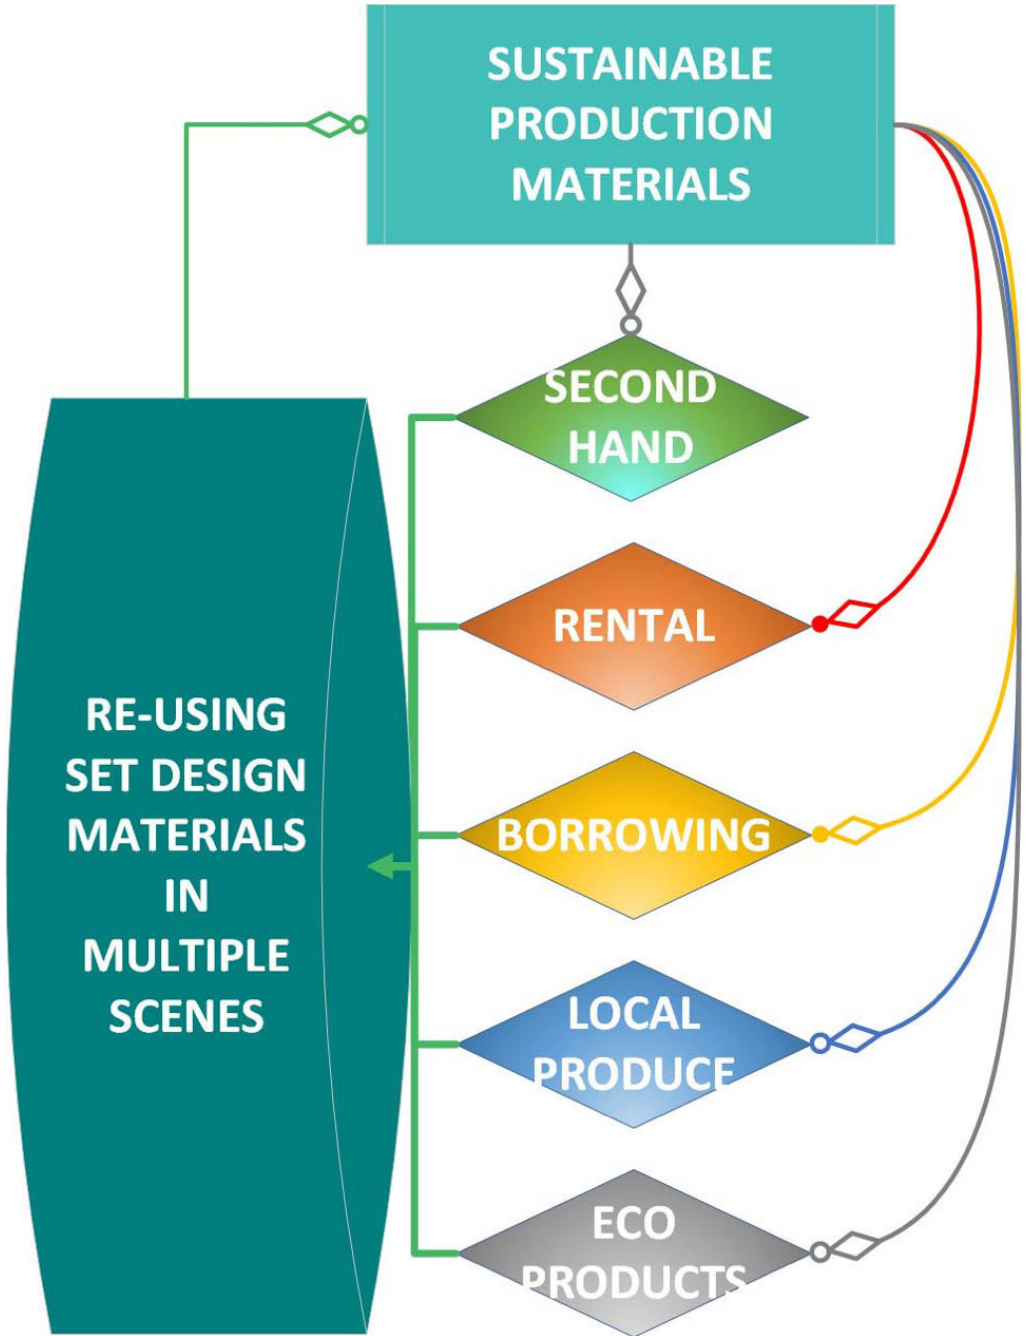 SUSTAINABLE
PRODUCTION
MATERIALS
SECOND
HAND
RENTAL
BORROWING
LOCAL
PRODUCE
ECO
PRODUCTS
RE-USING
SET DESIGN
MATERIALS
IN
MULTIPLE
SCENES